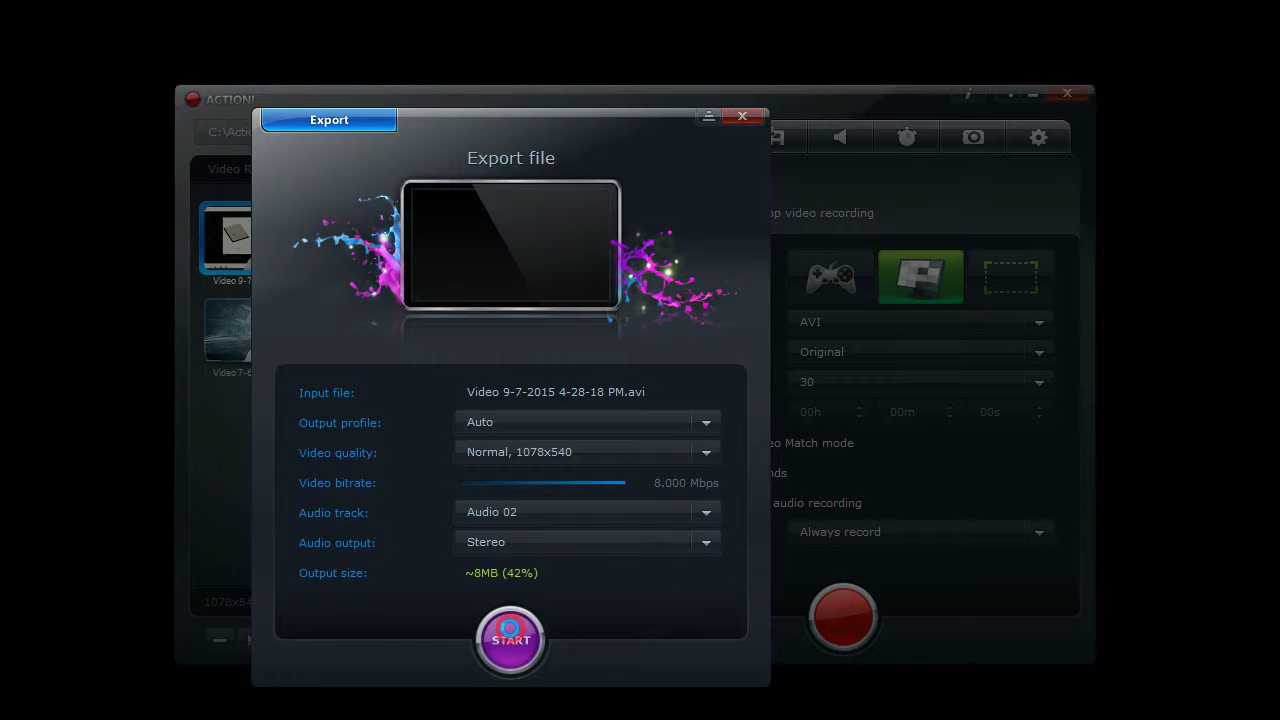 ACTION!
Export
C:\Actio
Export file
Video R
op video recording
Video 9-7
AVI
Original
Video 7-6
30
Input file: Video 9-7-2015 4-28-18 PM.avi
00h 00m 00s
Output profile: Auto
eo Match mode
Video quality: Normal, 1078x540
nds
Video bitrate: 8.000 Mbps
audio recording
Audio track: Audio 02
Always record
Audio output: Stereo
Output size: ~8MB (42%)
1078x54
START